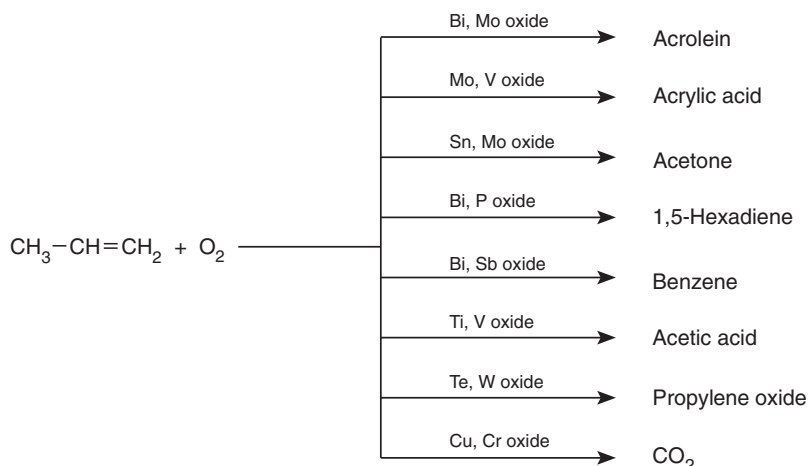 Bi, Mo oxide
Acrolein
Mo, V oxide
Acrylic acid
Sn, Mo oxide
Acetone
Bi, P oxide
1,5-Hexadiene
CH₃−CH=CH₂ + O₂
Bi, Sb oxide
Benzene
Ti, V oxide
Acetic acid
Te, W oxide
Propylene oxide
Cu, Cr oxide
CO₂